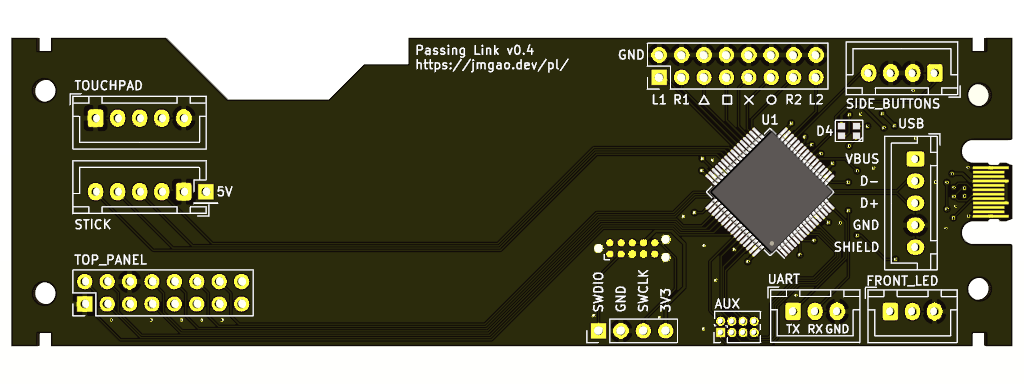 Passing Link v0.4
https://jmgao.dev/pl/
GND
TOUCHPAD
L1 R1 △ □ × ○ R2 L2
SIDE_BUTTONS
U1
D4
USB
VBUS
D-
D+
GND
SHIELD
5V
STICK
TOP_PANEL
SWDIO
GND
SWCLK
3V3
AUX
UART
TX RX GND
FRONT_LED